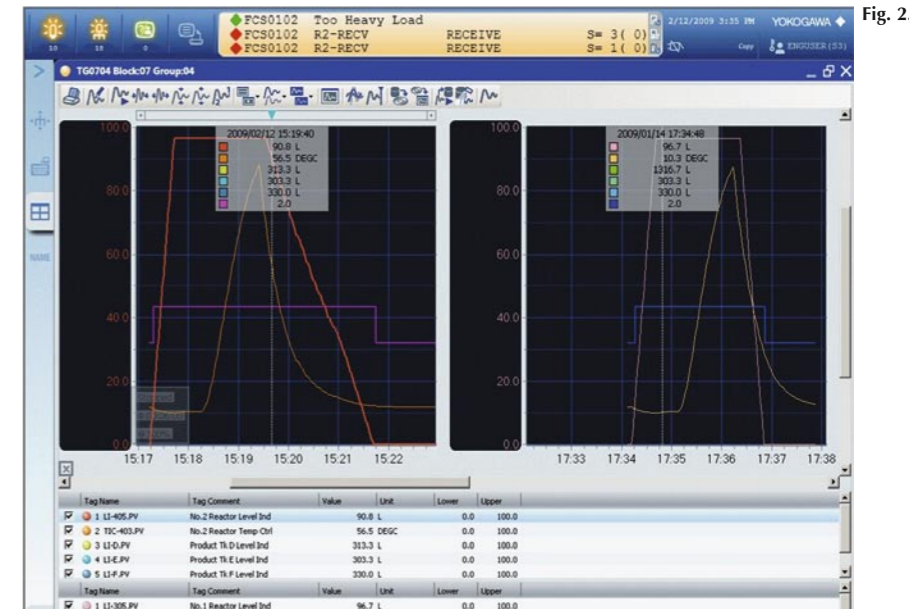 Fig. 2.
10 10 0
FCS0102 Too Heavy Load
FCS0102 R2-RECV RECEIVE S= 3( 0)
FCS0102 R2-RECV RECEIVE S= 1( 0)
2/12/2009 3:35 PM YOKOGAWA
Copy ENGUSER(S3)
TG0704 Block:07 Group:04
NAME
100.0
80.0
60.0
40.0
20.0
0.0
2009/02/12 15:19:40
90.8 L
56.5 DEGC
313.3 L
303.3 L
330.0 L
2.0
15:17 15:18 15:19 15:20 15:21 15:22
100.0
80.0
60.0
40.0
20.0
0.0
2009/01/14 17:34:48
96.7 L
10.3 DEGC
1316.7 L
303.3 L
330.0 L
2.0
17:33 17:34 17:35 17:36 17:37 17:38
Tag Name Tag Comment Value Unit Lower Upper
1 LI-405.PV No.2 Reactor Level Ind 90.8 L 0.0 100.0
2 TIC-403.PV No.2 Reactor Temp Ctrl 56.5 DEGC 0.0 100.0
3 LI-D.PV Product Tk D Level Ind 313.3 L 0.0 100.0
4 LI-E.PV Product Tk E Level Ind 303.3 L 0.0 100.0
5 LI-F.PV Product Tk F Level Ind 330.0 L 0.0 100.0
Tag Name Tag Comment Value Unit Lower Upper
1 LI-305.PV No.1 Reactor Level Ind 96.7 L 0.0 100.0